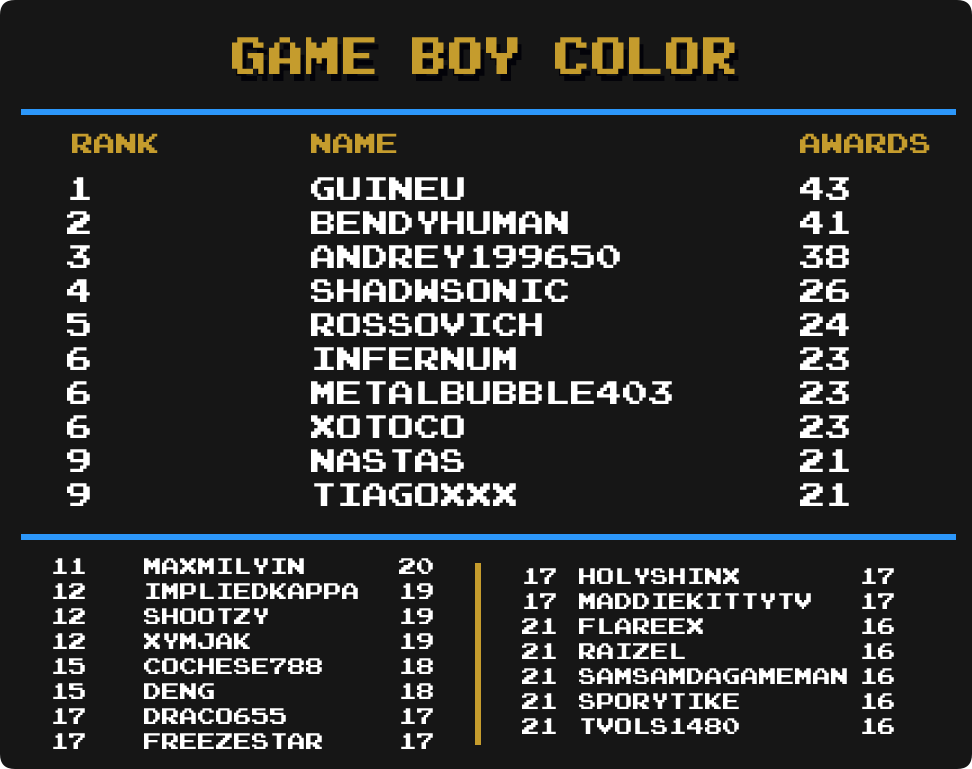 GAME BOY COLOR
RANK NAME AWARDS
1 GUINEU 43
2 BENDYHUMAN 41
3 ANDREY199650 38
4 SHADWSONIC 26
5 ROSSOVICH 24
6 INFERNUM 23
6 METALBUBBLE403 23
6 XOTOCO 23
9 NASTAS 21
9 TIAGOXXX 21
11 MAXMILYIN 20
12 IMPLIEDKAPPA 19
12 SHOOTZY 19
12 XYMJAK 19
15 COCHESE788 18
15 DENG 18
17 DRACO655 17
17 FREEZESTAR 17
17 HOLYSHINX 17
17 MADDIEKITTYTV 17
21 FLAREEX 16
21 RAIZEL 16
21 SAMSAMDAGAMEMAN 16
21 SPORYTIKE 16
21 TVOLS1480 16